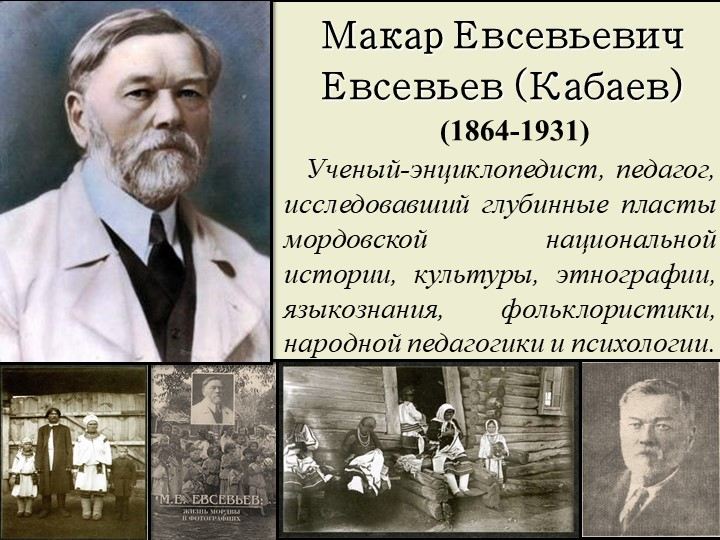 Макар Евсевьевич
Евсевьев (Кабаев)
(1864-1931)
Ученый-энциклопедист, педагог,
исследовавший глубинные пласты
мордовской национальной
истории, культуры, этнографии,
языкознания, фольклористики,
народной педагогики и психологии.
М.Е. ЕВСЕВЬЕВ:
ЖИЗНЬ МОРДВЫ
В ФОТОГРАФИЯХ